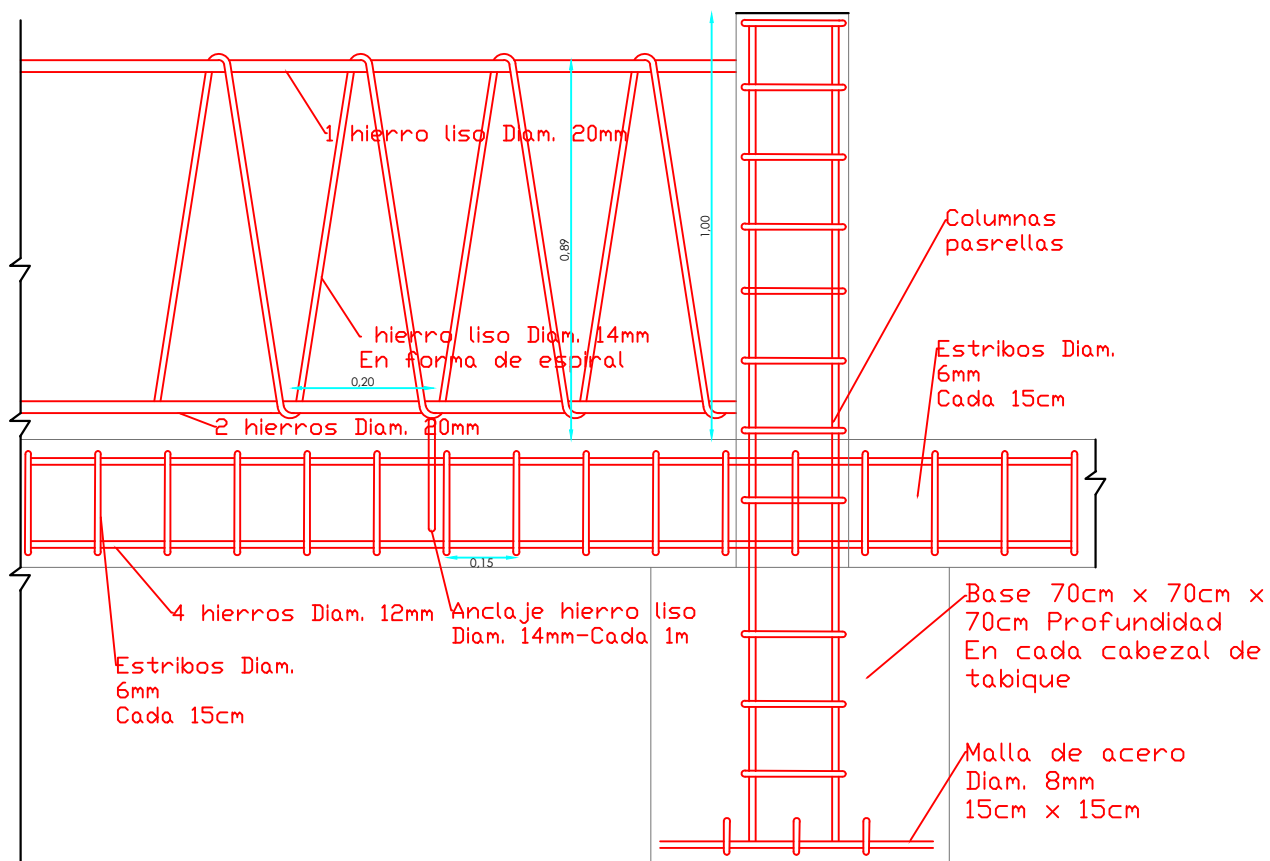 1 hierro liso Diam. 20mm
1,00
0,89
Columnas
pasrellas
hierro liso Diam. 14mm
En forma de espiral
0,20
Estribos Diam.
6mm
Cada 15cm
2 hierros Diam. 20mm
0,15
4 hierros Diam. 12mm
Anclaje hierro liso
Diam. 14mm-Cada 1m
Base 70cm x 70cm x
70cm Profundidad
En cada cabezal de
tabique
Estribos Diam.
6mm
Cada 15cm
Malla de acero
Diam. 8mm
15cm x 15cm